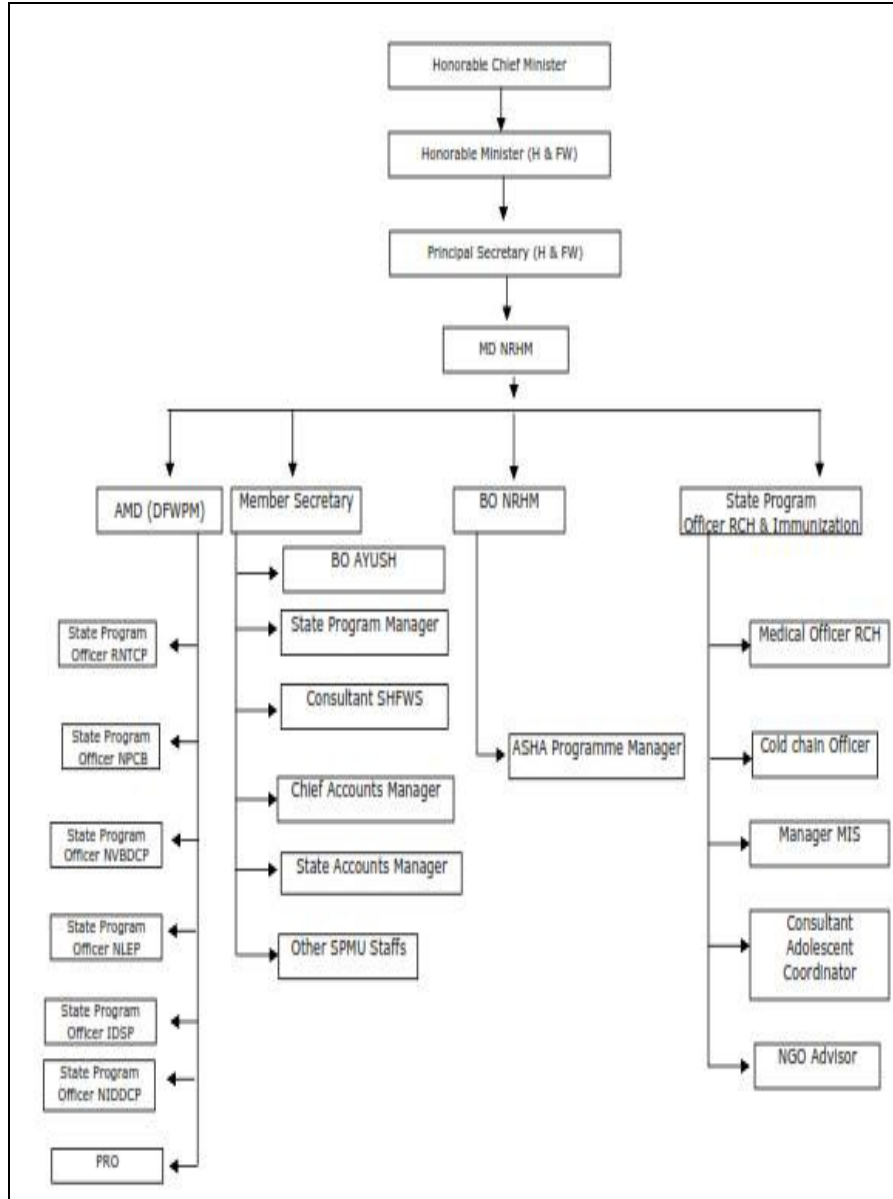 Honorable Chief Minister
Honorable Minister (H & FW)
Principal Secretary (H & FW)
MD NRHM
AMD (DFWPM)
Member Secretary
BO NRHM
State Program
Officer RCH & Immunization
State Program
Officer RNTCP
State Program
Officer NPCB
State Program
Officer NVBDCP
State Program
Officer NLEP
State Program
Officer IDSP
State Program
Officer NIDDCP
PRO
BO AYUSH
State Program Manager
Consultant SHFWS
Chief Accounts Manager
State Accounts Manager
Other SPMU Staffs
ASHA Programme Manager
Medical Officer RCH
Cold chain Officer
Manager MIS
Consultant
Adolescent
Coordinator
NGO Advisor